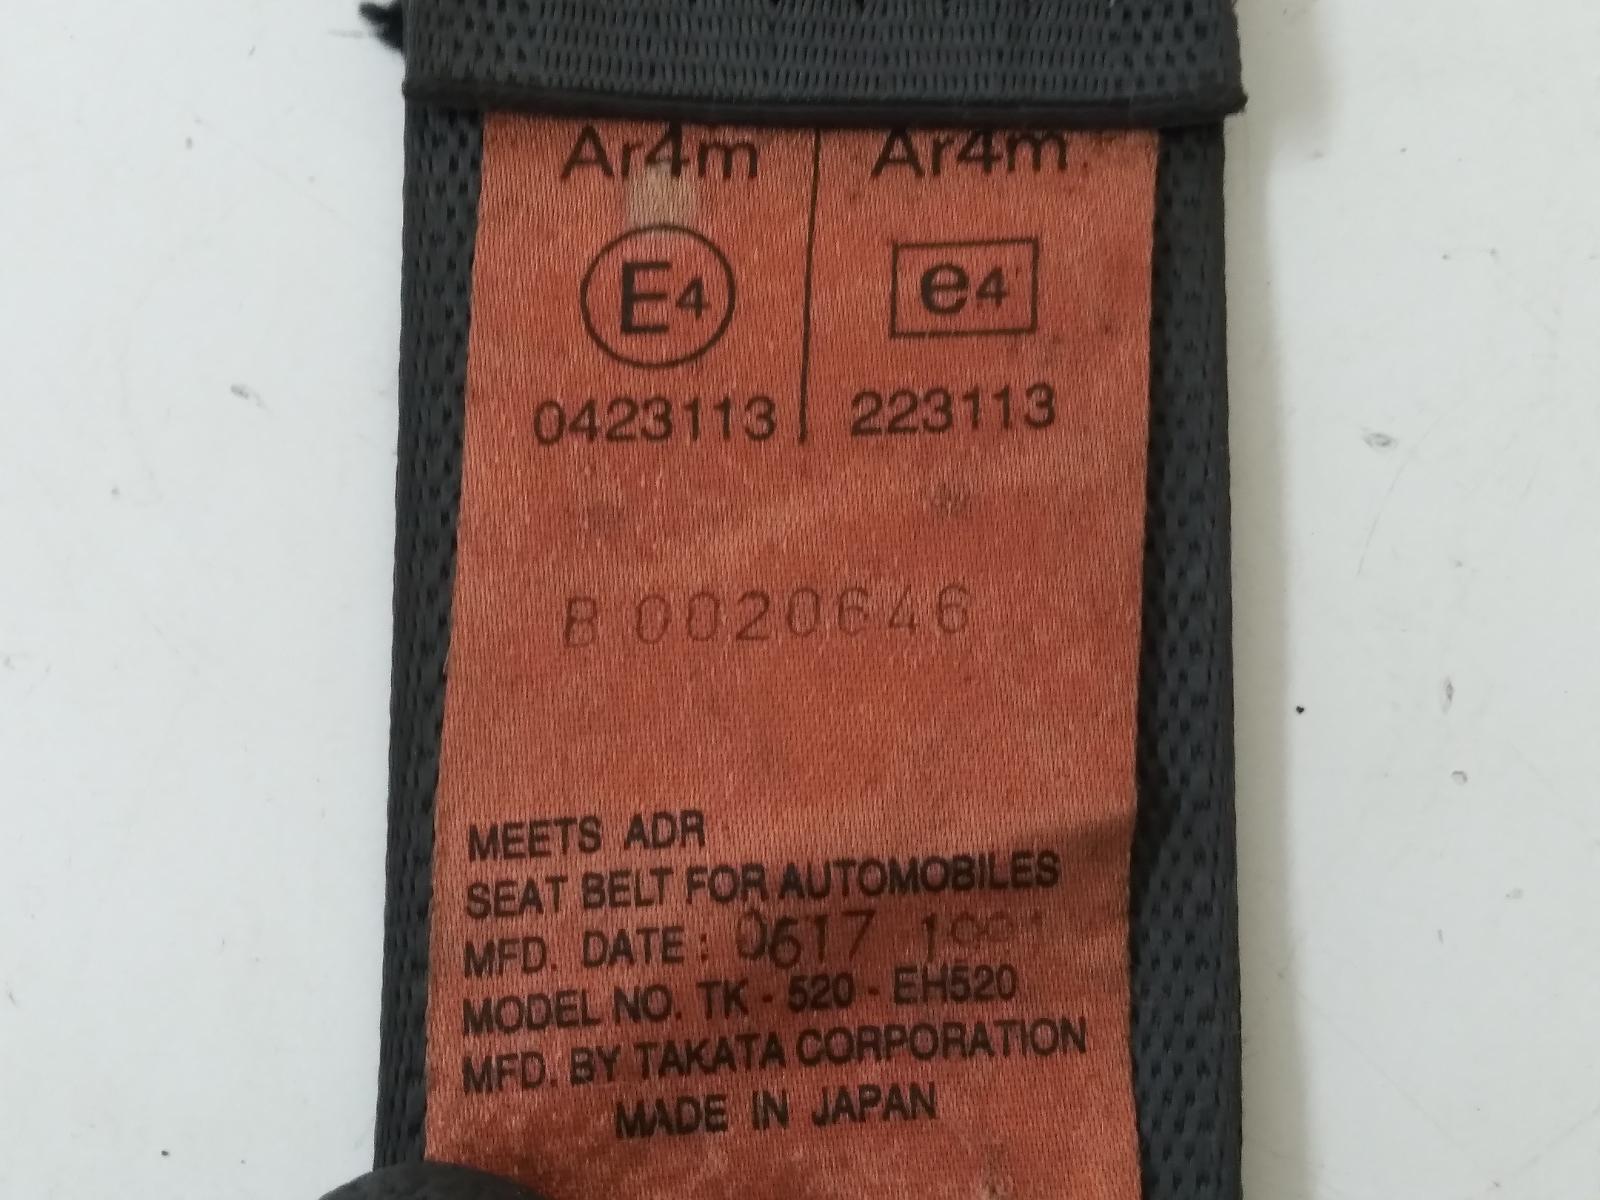 Ar4m Ar4m
E4 e4
0423113 223113
B 0020646
MEETS ADR
SEAT BELT FOR AUTOMOBILES
MFD. DATE : 0617
MODEL NO. TK - 520 - EH520
MFD. BY TAKATA CORPORATION
MADE IN JAPAN